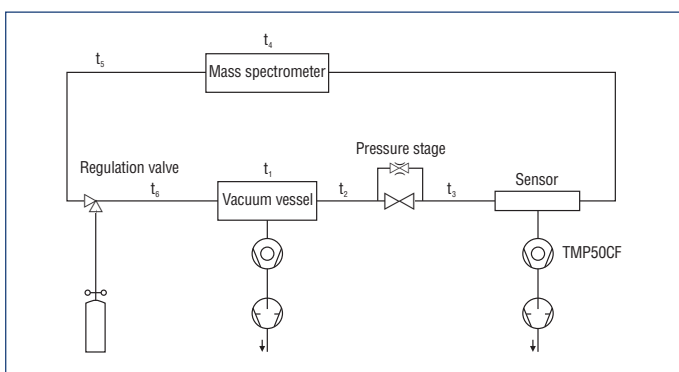 t4
t5
Mass spectrometer
Pressure stage
Regulation valve
t1
Sensor
t6
Vacuum vessel
t2
t3
TMP50CF